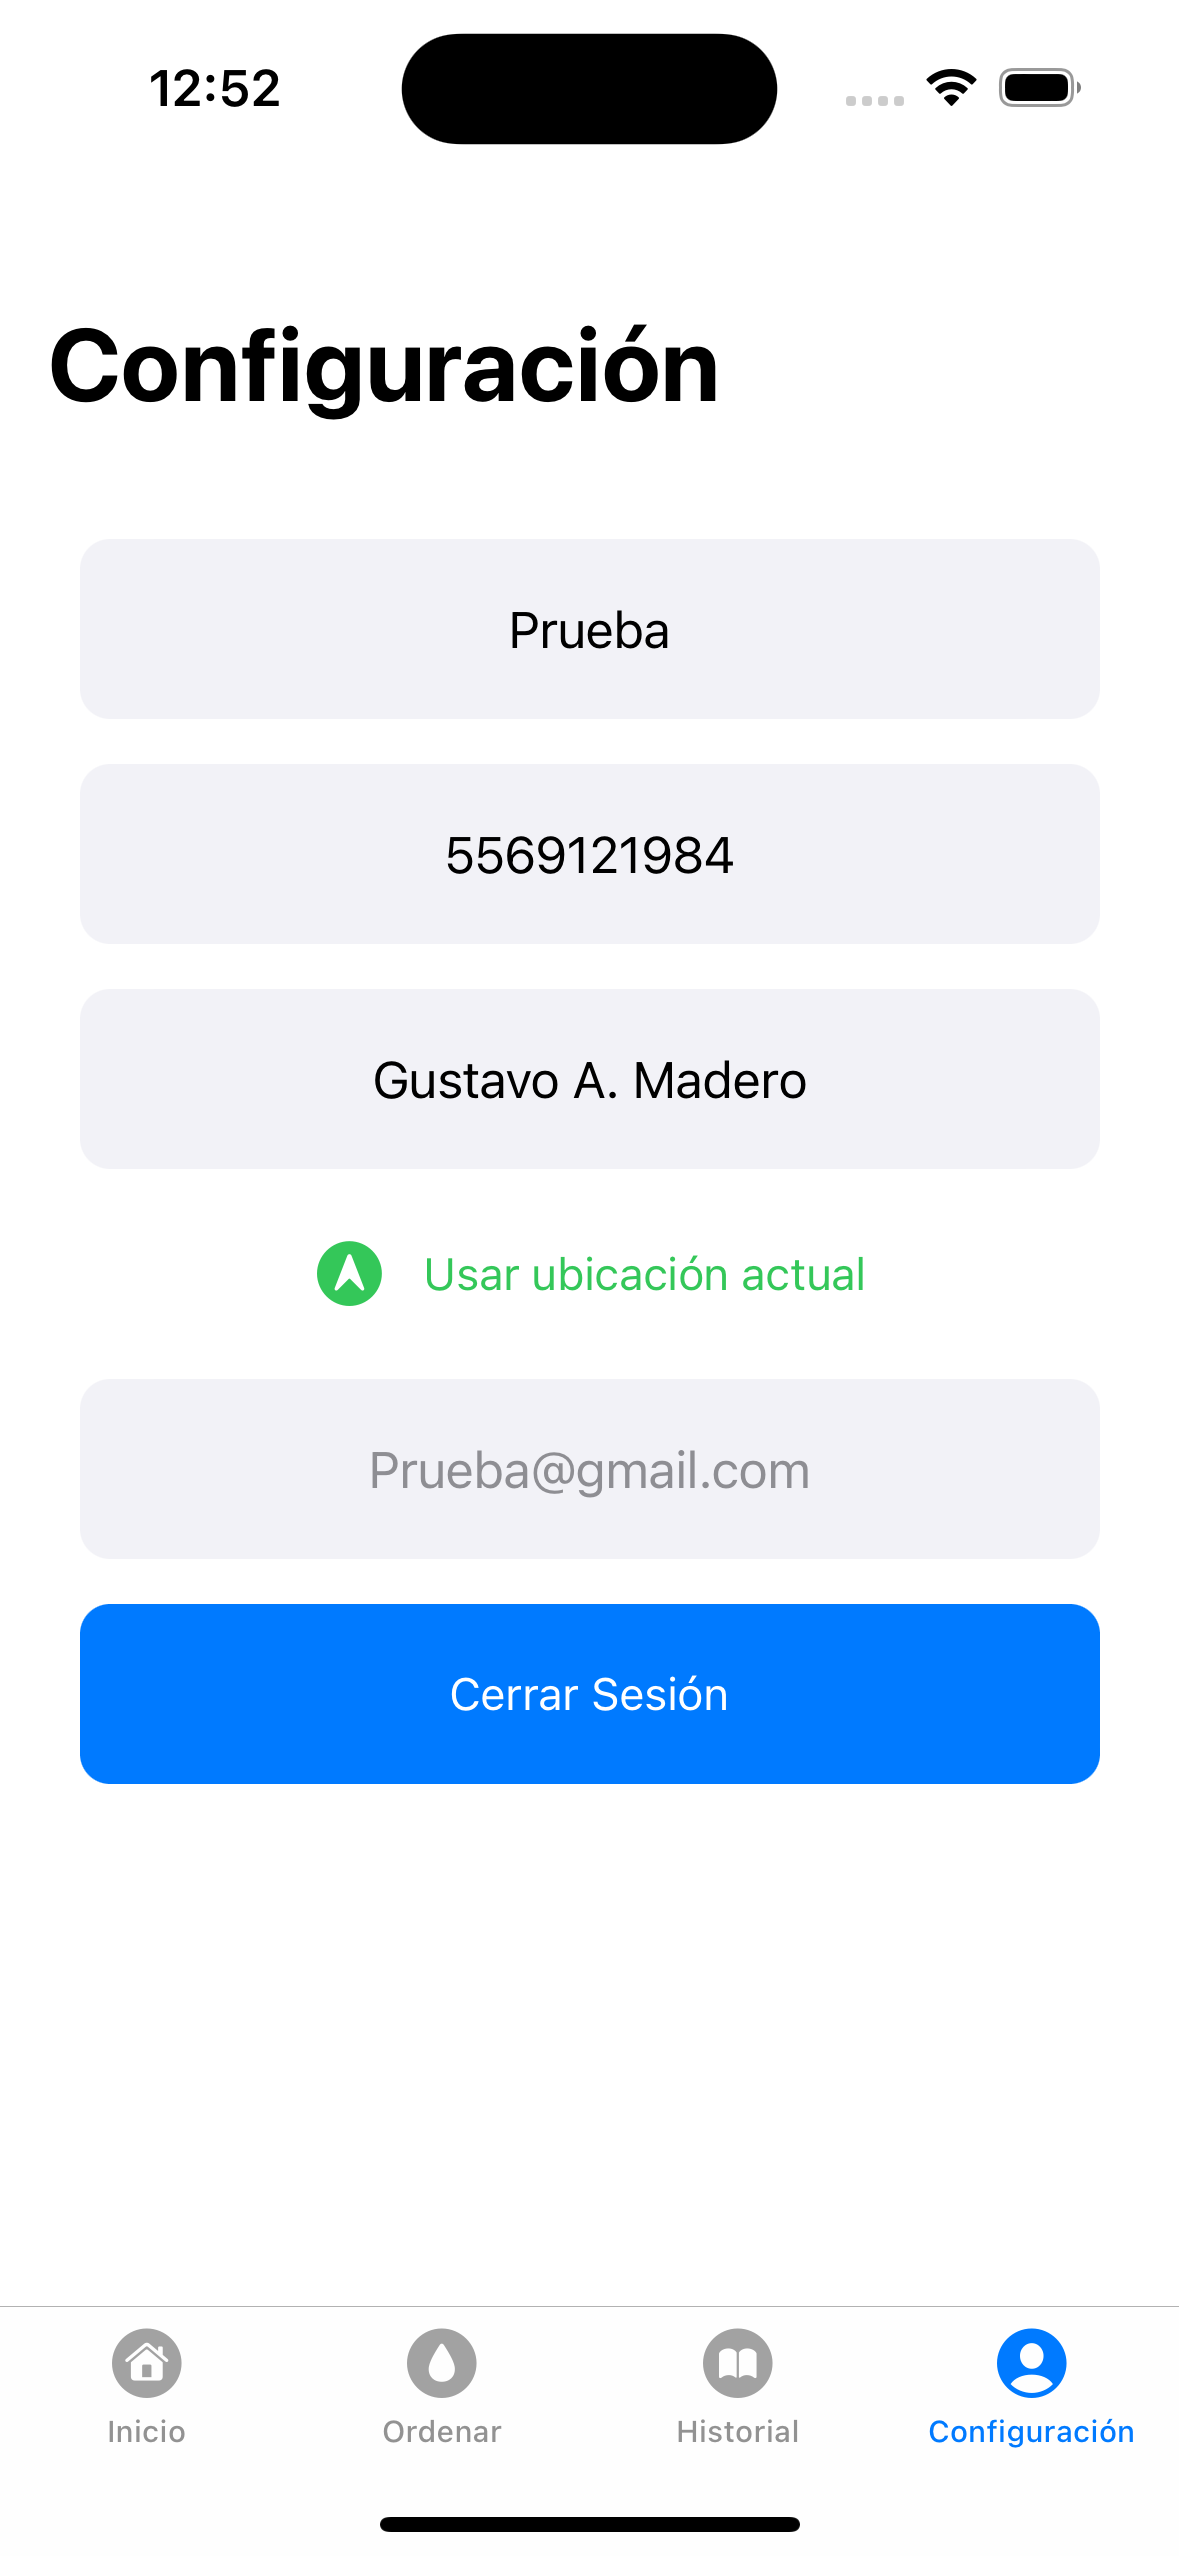 12:52
Configuración
Prueba
5569121984
Gustavo A. Madero
Usar ubicación actual
Prueba@gmail.com
Cerrar Sesión
Inicio
Ordenar
Historial
Configuración